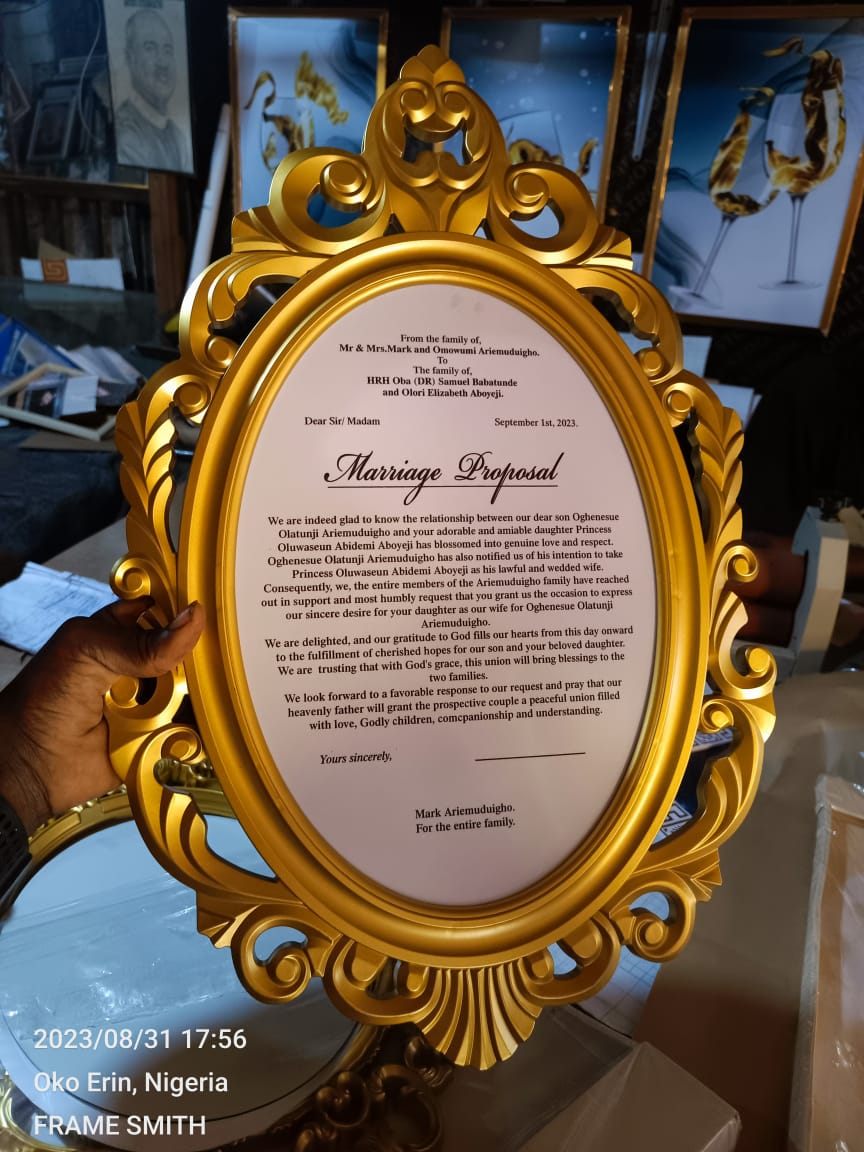 From the family of,
Mr & Mrs.Mark and Omowumi Ariemuduigho.
To
The family of,
HRH Oba (DR) Samuel Babatunde
and Olori Elizabeth Aboyeji.
Dear Sir/ Madam
September 1st, 2023.
Marriage Proposal
We are indeed glad to know the relationship between our dear son Oghenesue
Olatunji Ariemuduigho and your adorable and amiable daughter Princess
Oluwaseun Abidemi Aboyeji has blossomed into genuine love and respect.
Oghenesue Olatunji Ariemuduigho has also notified us of his intention to take
Princess Oluwaseun Abidemi Aboyeji as his lawful and wedded wife.
Consequently, we, the entire members of the Ariemuduigho family have reached
out in support and most humbly request that you grant us the occasion to express
our sincere desire for your daughter as our wife for Oghenesue Olatunji
Ariemuduigho.
We are delighted, and our gratitude to God fills our hearts from this day onward
to the fulfillment of cherished hopes for our son and your beloved daughter.
We are trusting that with God's grace, this union will bring blessings to the
two families.
We look forward to a favorable response to our request and pray that our
heavenly father will grant the prospective couple a peaceful union filled
with love, Godly children, comcpanionship and understanding.
Yours sincerely,
Mark Ariemuduigho.
For the entire family.
2023/08/31 17:56
Oko Erin, Nigeria
FRAME SMITH